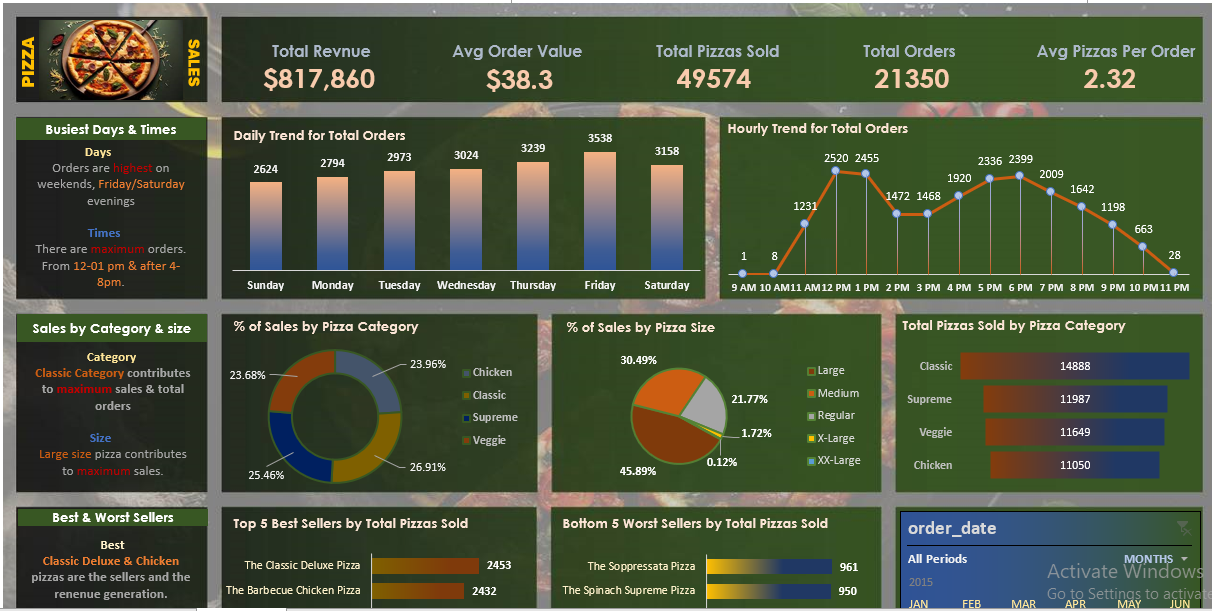 PIZZA
SALES
Total Revnue
$817,860
Avg Order Value
$38.3
Total Pizzas Sold
49574
Total Orders
21350
Avg Pizzas Per Order
2.32
Busiest Days & Times
Days
Orders are highest on
weekends, Friday/Saturday
evenings
Times
There are maximum orders.
From 12-01 pm & after 4-
8pm.
Daily Trend for Total Orders
2624 2794 2973 3024 3239 3538 3158
Sunday Monday Tuesday Wednesday Thursday Friday Saturday
Hourly Trend for Total Orders
1 8 1231 2520 2455 1472 1468 1920 2336 2399 2009 1642 1198 663 28
9 AM 10 AM 11 AM 12 PM 1 PM 2 PM 3 PM 4 PM 5 PM 6 PM 7 PM 8 PM 9 PM 10 PM 11 PM
Sales by Category & size
Category
Classic Category contributes
to maximum sales & total
orders
Size
Large size pizza contributes
to maximum sales.
% of Sales by Pizza Category
23.96%
26.91%
25.46%
23.68%
Chicken
Classic
Supreme
Veggie
% of Sales by Pizza Size
30.49%
21.77%
1.72%
0.12%
45.89%
Large
Medium
Regular
X-Large
XX-Large
Total Pizzas Sold by Pizza Category
Classic 14888
Supreme 11987
Veggie 11649
Chicken 11050
Best & Worst Sellers
Best
Classic Deluxe & Chicken
pizzas are the sellers and the
renenue generation.
Top 5 Best Sellers by Total Pizzas Sold
The Classic Deluxe Pizza 2453
The Barbecue Chicken Pizza 2432
Bottom 5 Worst Sellers by Total Pizzas Sold
The Soppressata Pizza 961
The Spinach Supreme Pizza 950
order_date
All Periods MONTHS
2015
JAN FEB MAR APR MAY JUN
Activate Windows
Go to Settings to activate